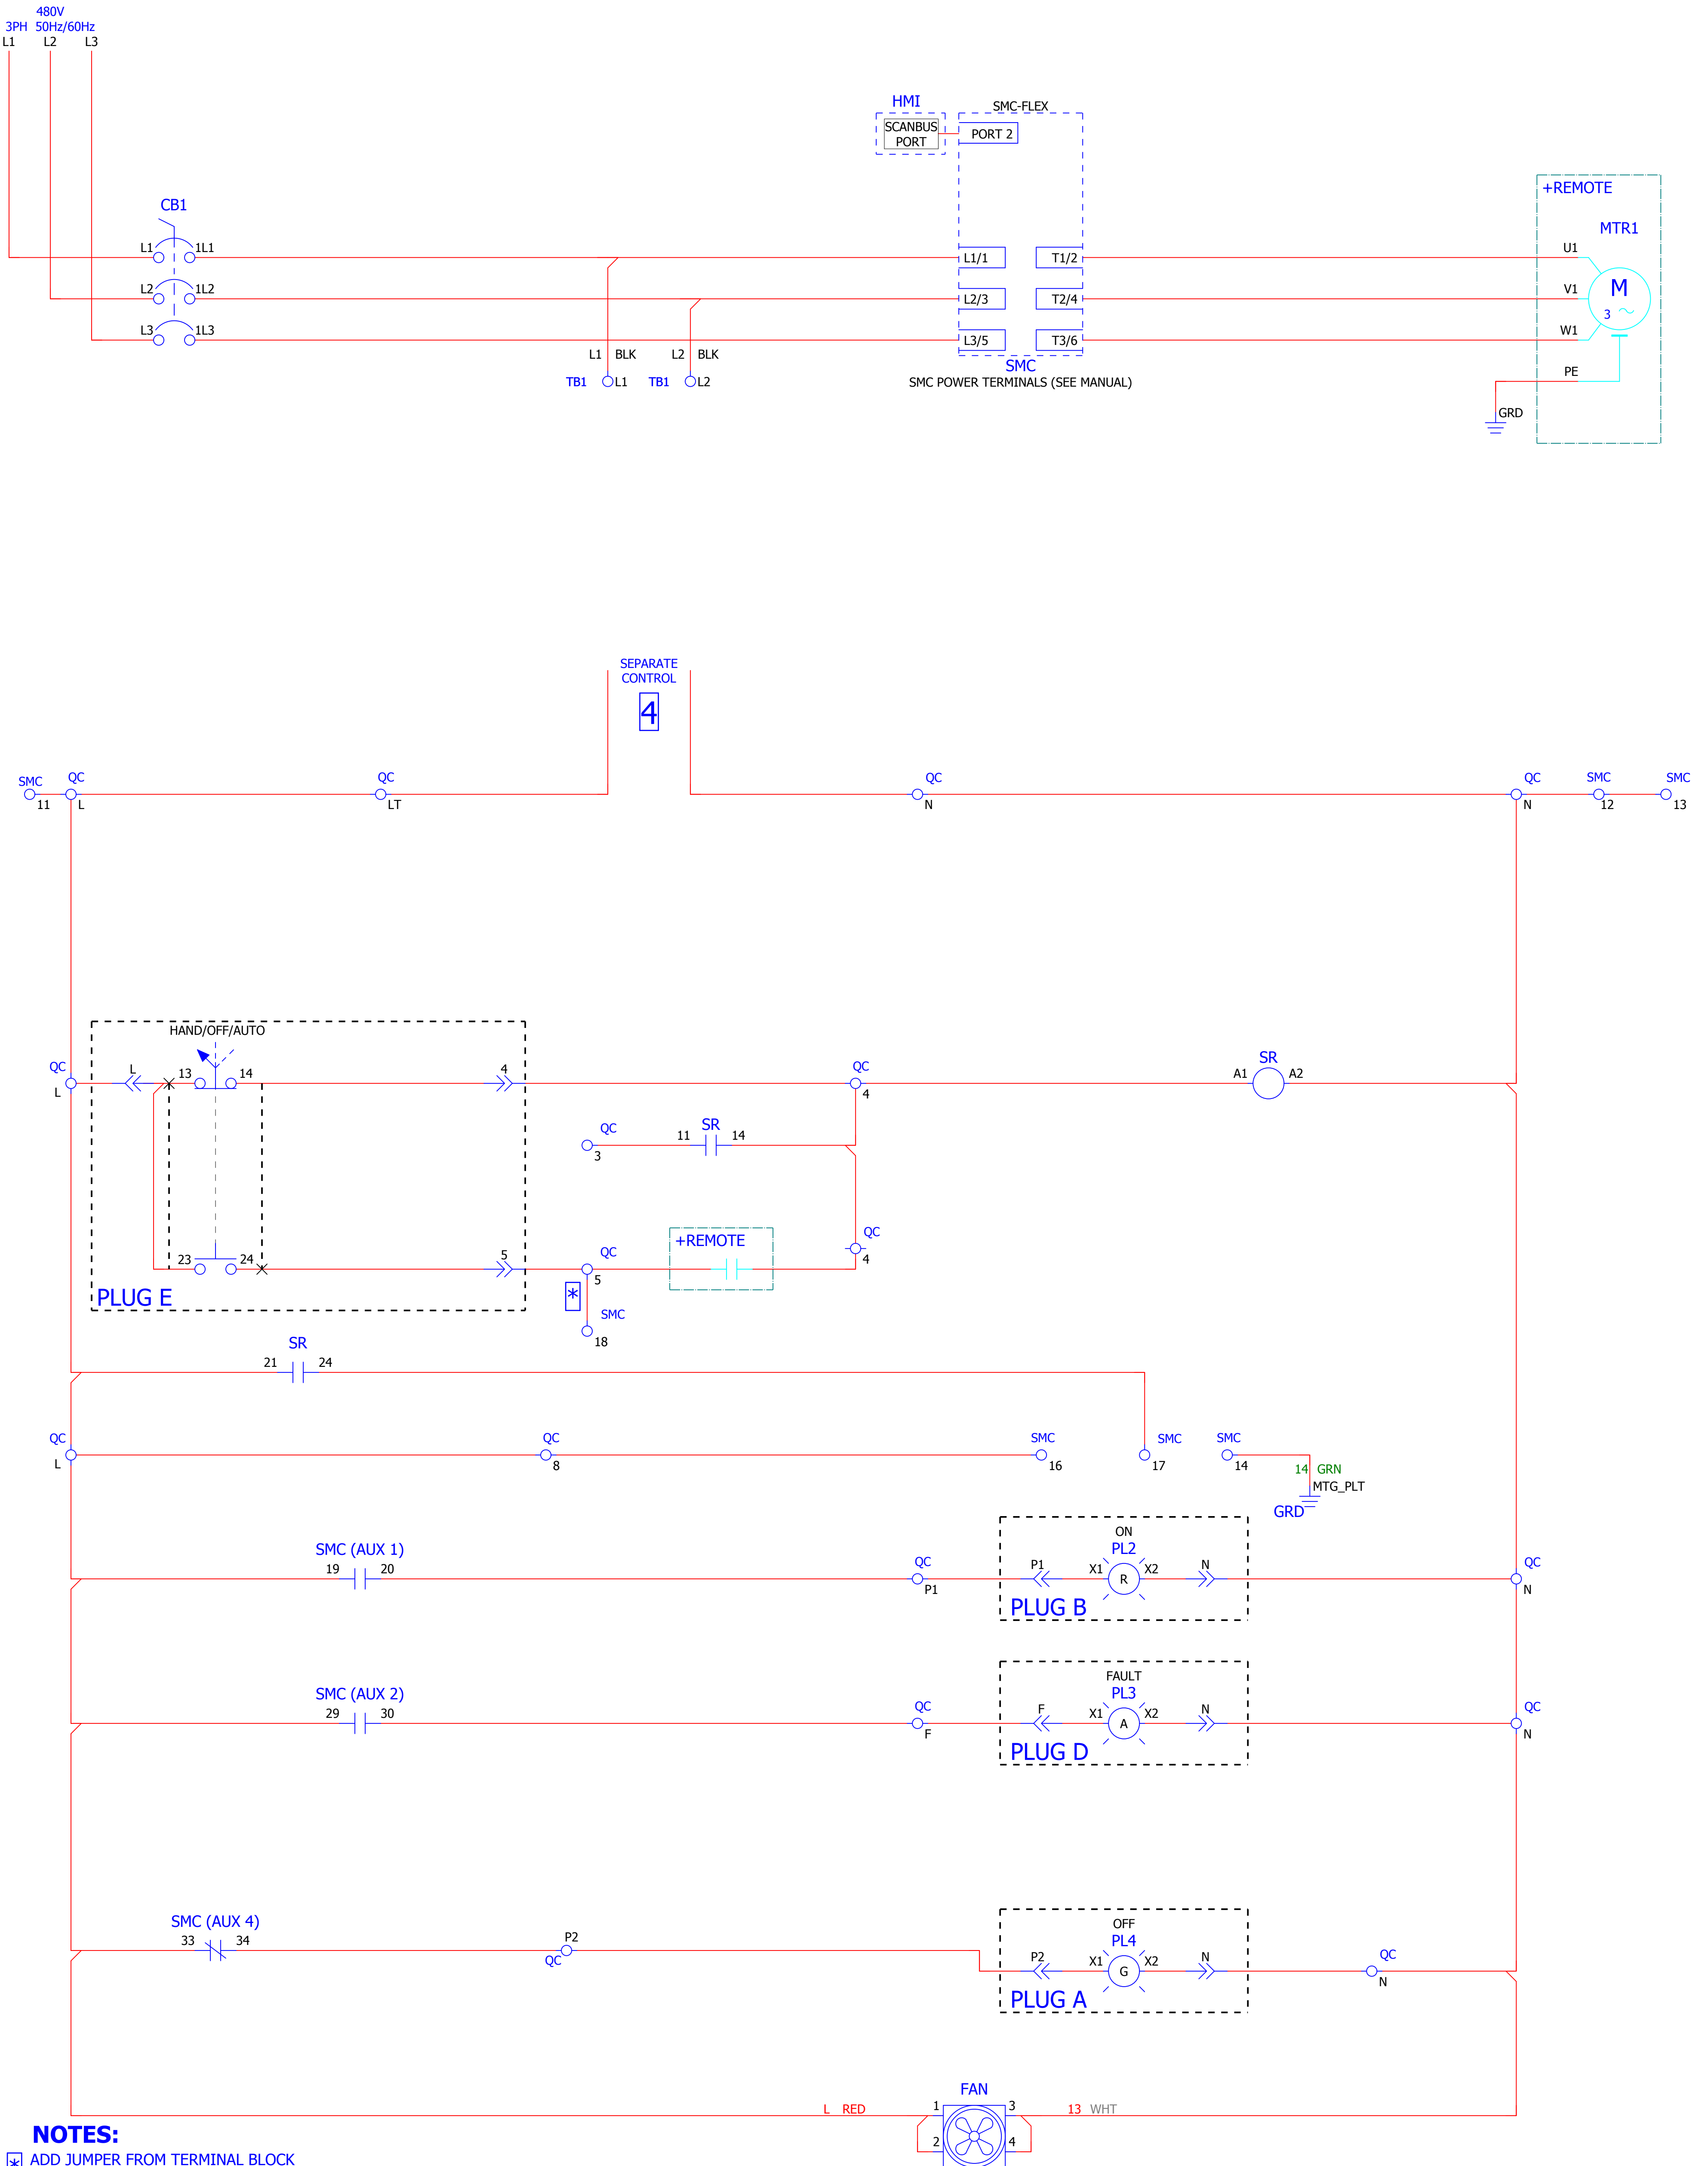 480V
3PH 50Hz/60Hz
L1 L2 L3
HMI
SMC-FLEX
SCANBUS
PORT
PORT 2
+REMOTE
CB1
MTR1
L1 1L1
L1/1 T1/2
U1
L2 1L2
L2/3 T2/4
V1
M
3
L3 1L3
L3/5 T3/6
W1
L1 BLK L2 BLK
SMC
PE
TB1 L1 TB1 L2
SMC POWER TERMINALS (SEE MANUAL)
GRD
SEPARATE
CONTROL
4
SMC QC QC QC QC SMC SMC
11 L LT N N 12 13
HAND/OFF/AUTO
QC L 13 14 4 QC SR
A1 A2
L 4
QC 11 SR 14
3
+REMOTE QC
23 24 5 QC
4
5
PLUG E
*
SMC
18
SR
21 24
QC QC SMC SMC SMC
L 8 16 17 14
14 GRN
MTG_PLT
GRD
ON
SMC (AUX 1) PL2
19 20 QC P1 X1 R X2 N QC
P1 N
PLUG B
FAULT
SMC (AUX 2) PL3
29 30 QC F X1 A X2 N QC
F N
PLUG D
SMC (AUX 4) OFF
33 34 P2 PL4
QC P2 X1 G X2 N QC
N
PLUG A
FAN
L RED 1 3 13 WHT
NOTES:
2 4
* ADD JUMPER FROM TERMINAL BLOCK